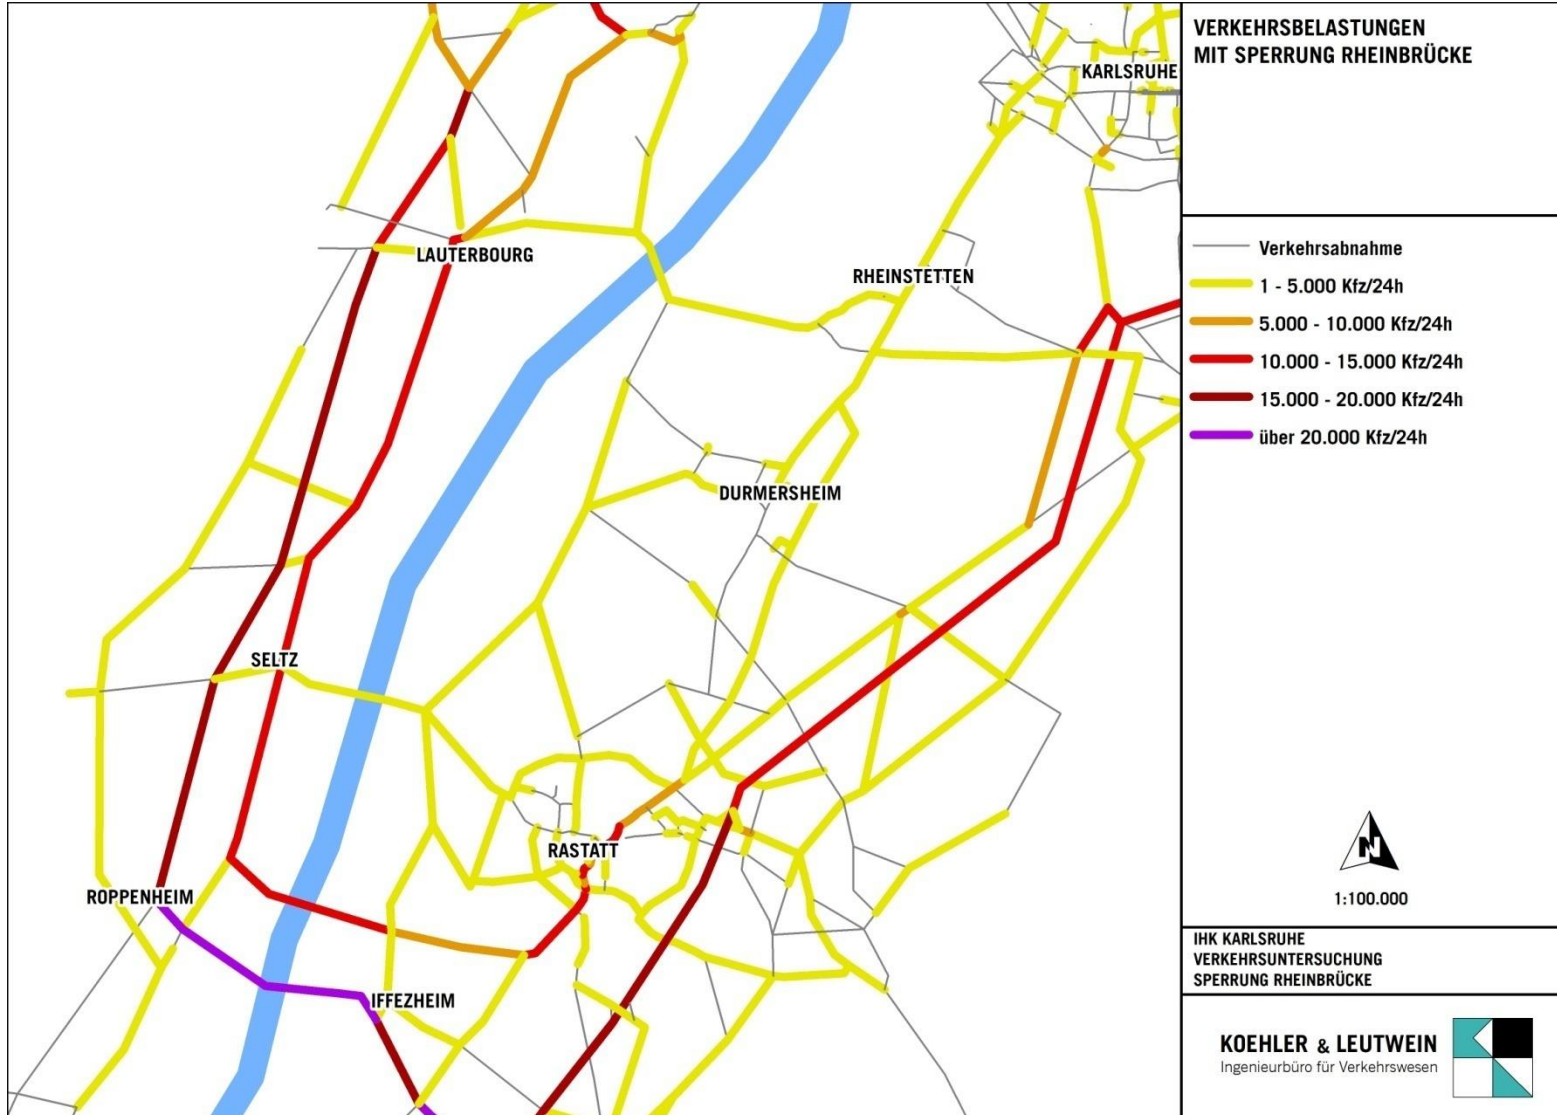 VERKEHRSBELASTUNGEN
MIT SPERRUNG RHEINBRÜCKE
KARLSRUHE
Verkehrsabnahme
LAUTERBOURG
RHEINSTETTEN
1 - 5.000 Kfz/24h
5.000 - 10.000 Kfz/24h
10.000 - 15.000 Kfz/24h
15.000 - 20.000 Kfz/24h
über 20.000 Kfz/24h
DURMERSHEIM
SELTZ
RASTATT
ROPPENHEIM
IFFEZHEIM
N
1:100.000
IHK KARLSRUHE
VERKEHRSUNTERSUCHUNG
SPERRUNG RHEINBRÜCKE
KOEHLER & LEUTWEIN
Ingenieurbüro für Verkehrswesen